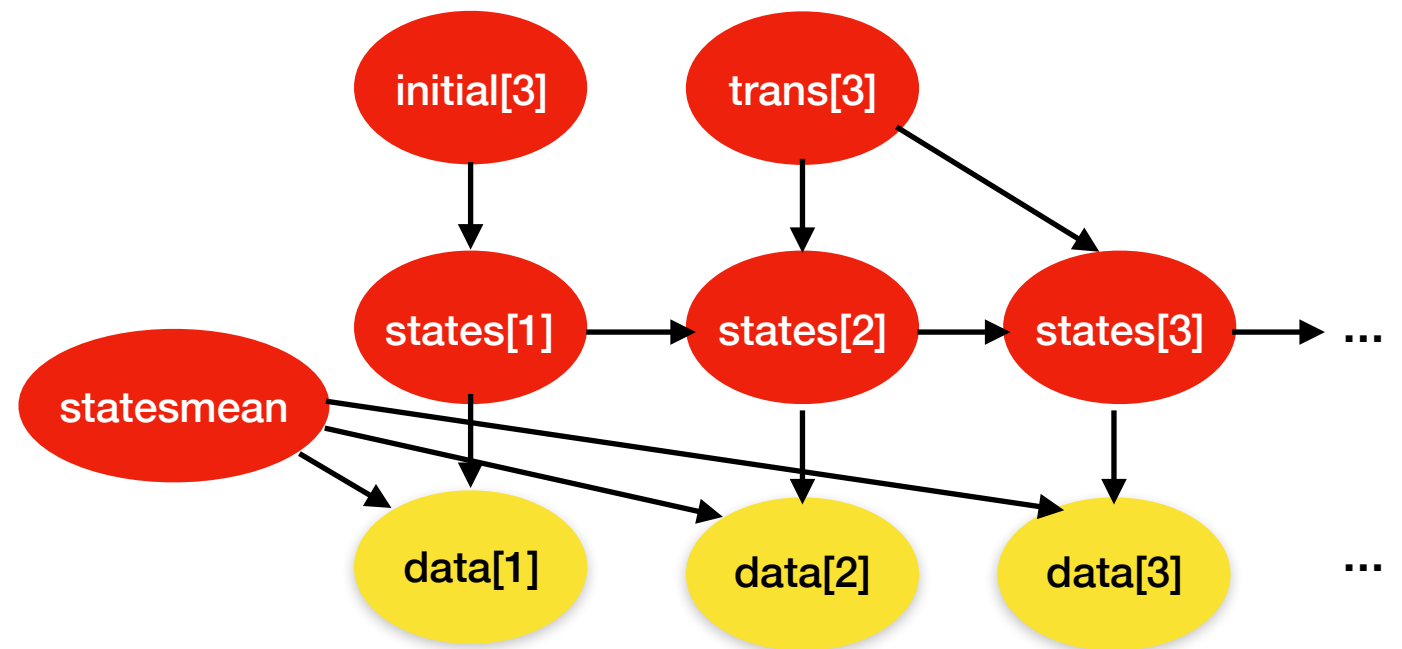 initial[3]
trans[3]
states[1]
states[2]
states[3]
...
statesmean
data[1]
data[2]
data[3]
...